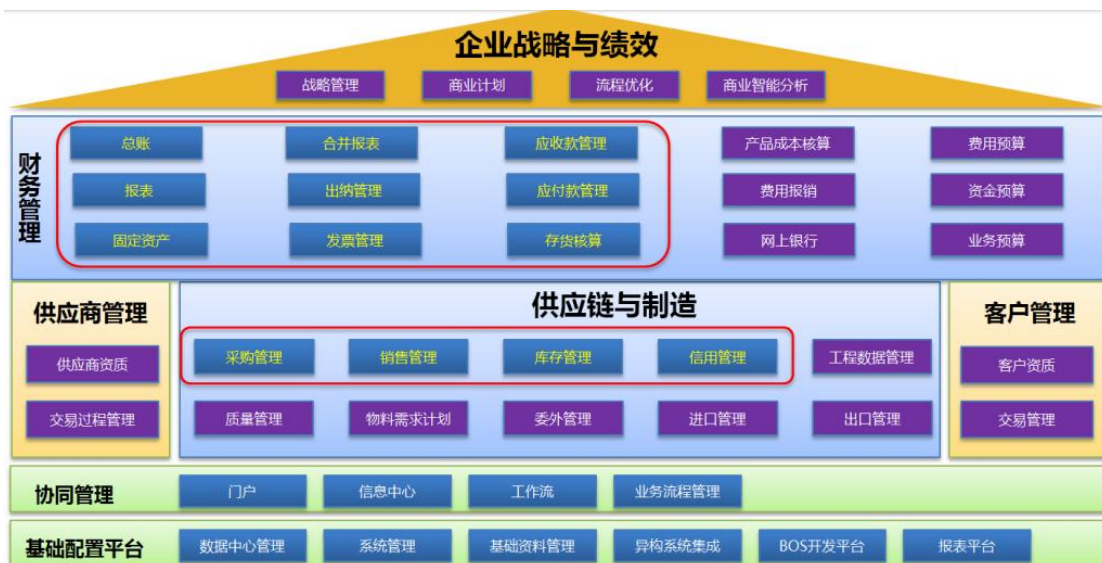 企业战略与绩效
战略管理 商业计划 流程优化 商业智能分析
财务管理
总账 合并报表 应收款管理 产品成本核算 费用预算
报表 出纳管理 应付款管理 费用报销 资金预算
固定资产 发票管理 存货核算 网上银行 业务预算
供应商管理
供应商资质
交易过程管理
供应链与制造
采购管理 销售管理 库存管理 信用管理 工程数据管理
质量管理 物料需求计划 委外管理 进口管理 出口管理
客户管理
客户资质
交易管理
协同管理 门户 信息中心 工作流 业务流程管理
基础配置平台 数据中心管理 系统管理 基础资料管理 异构系统集成 BOS开发平台 报表平台